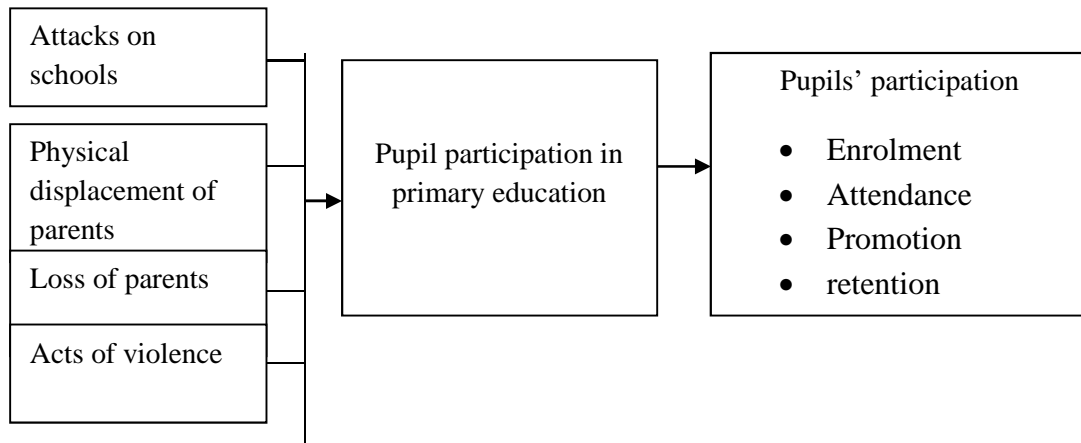 Attacks on
schools
Physical
displacement of
parents
Loss of parents
Acts of violence
Pupil participation in
primary education
Pupils’ participation
• Enrolment
• Attendance
• Promotion
• retention